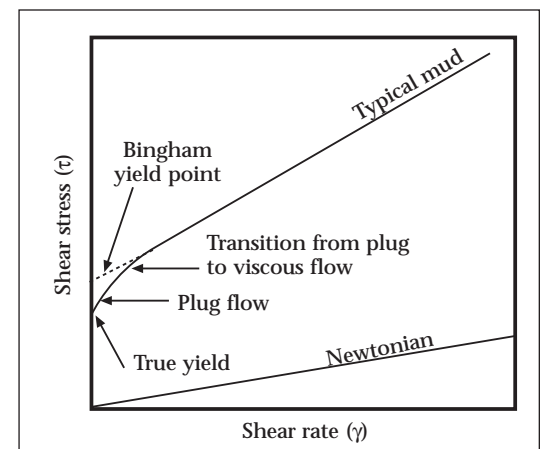 Typical mud
Bingham
yield point
Transition from plug
to viscous flow
Plug flow
True yield
Newtonian
Shear stress (τ)
Shear rate (γ)